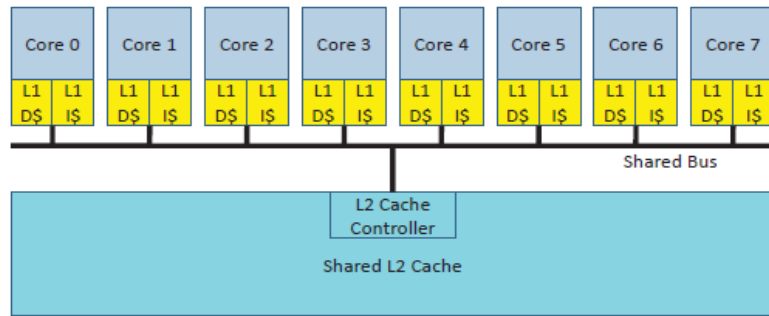 Core 0 Core 1 Core 2 Core 3 Core 4 Core 5 Core 6 Core 7
L1 L1 L1 L1 L1 L1 L1 L1 L1 L1 L1 L1 L1 L1 L1 L1
D$ I$ D$ I$ D$ I$ D$ I$ D$ I$ D$ I$ D$ I$ D$ I$
Shared Bus
L2 Cache
Controller
Shared L2 Cache